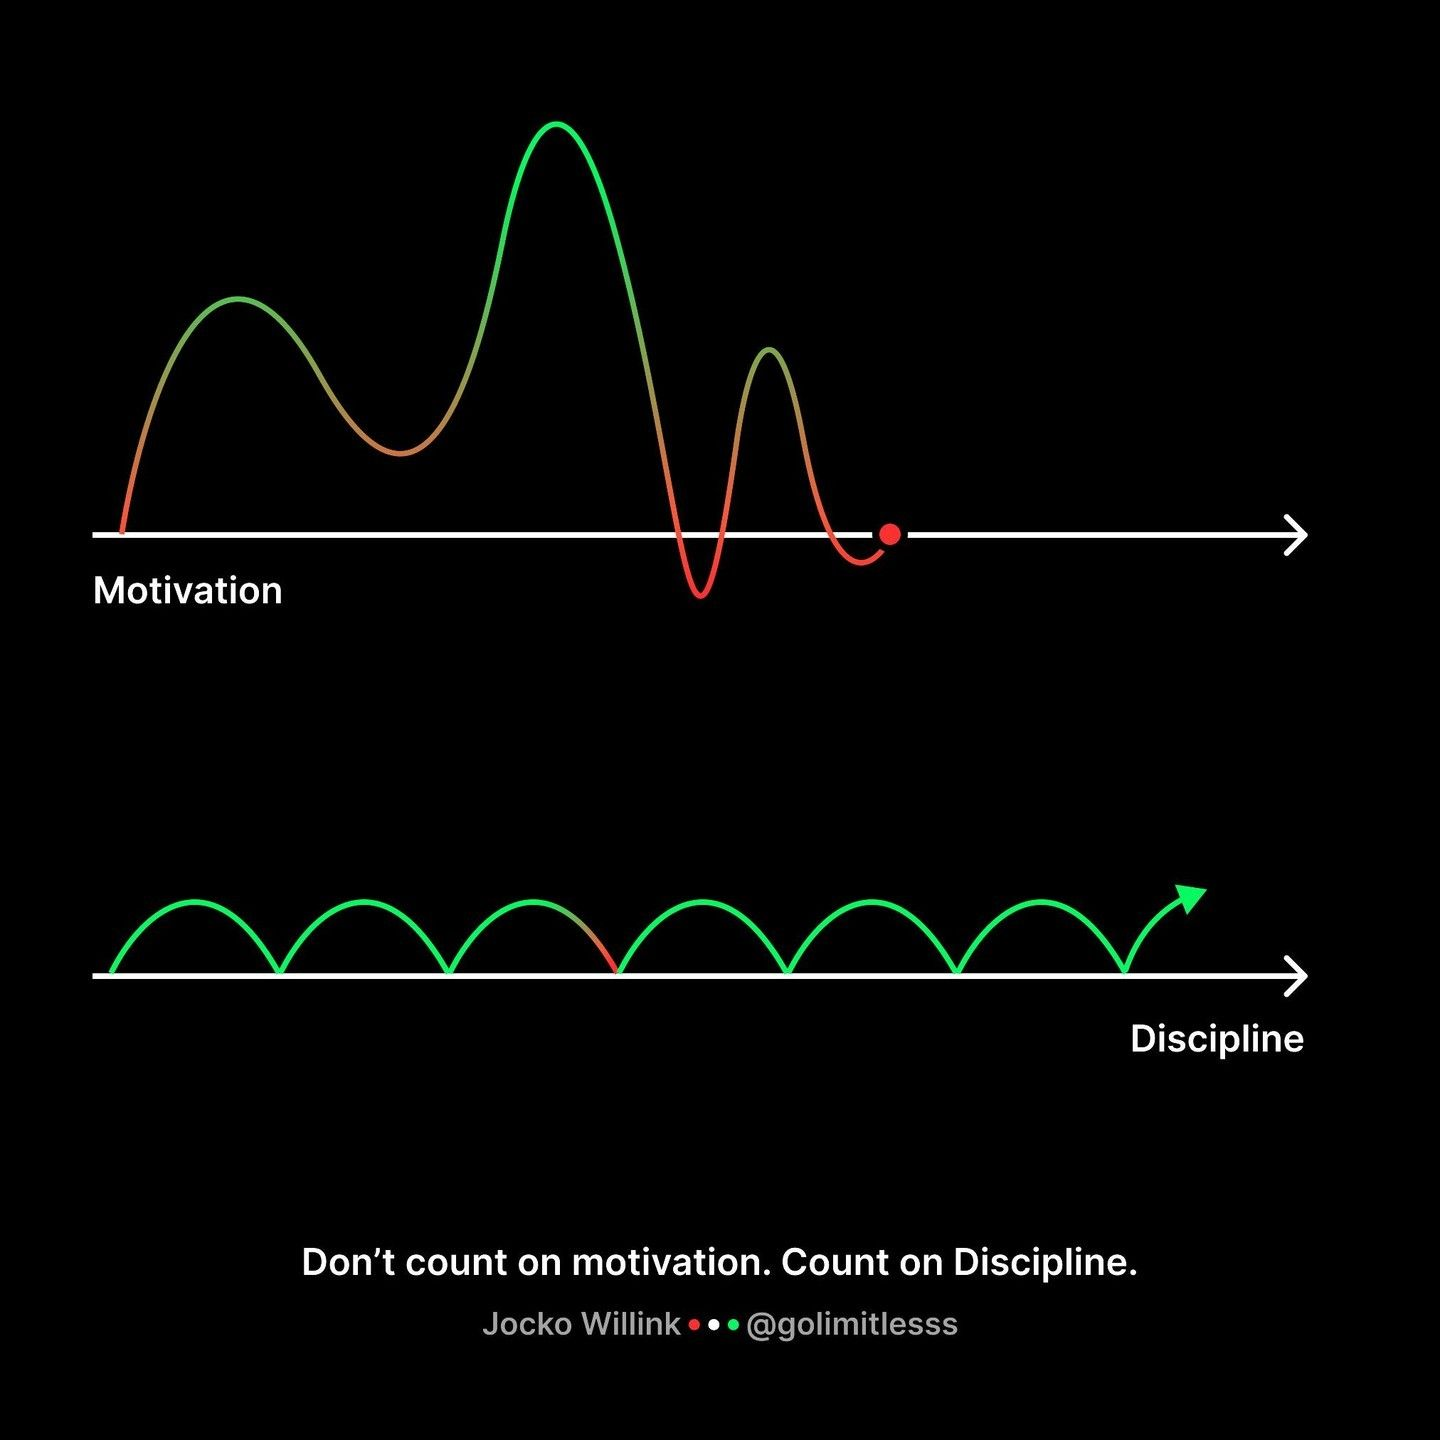 Motivation
Discipline
Don’t count on motivation. Count on Discipline.
Jocko Willink @golimitlesss